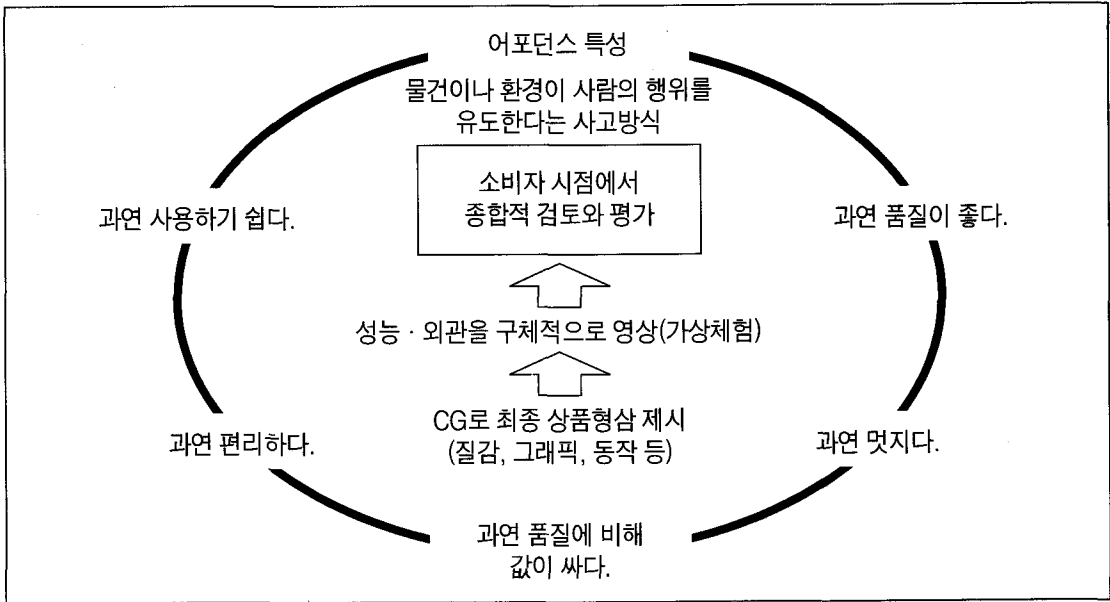 어포던스 특성
물건이나 환경이 사람의 행위를
유도한다는 사고방식
소비자 시점에서
종합적 검토와 평가
과연 사용하기 쉽다.
과연 품질이 좋다.
성능 · 외관을 구체적으로 영상(가상체험)
CG로 최종 상품형삼 제시
(질감, 그래픽, 동작 등)
과연 편리하다.
과연 멋지다.
과연 품질에 비해
값이 싸다.